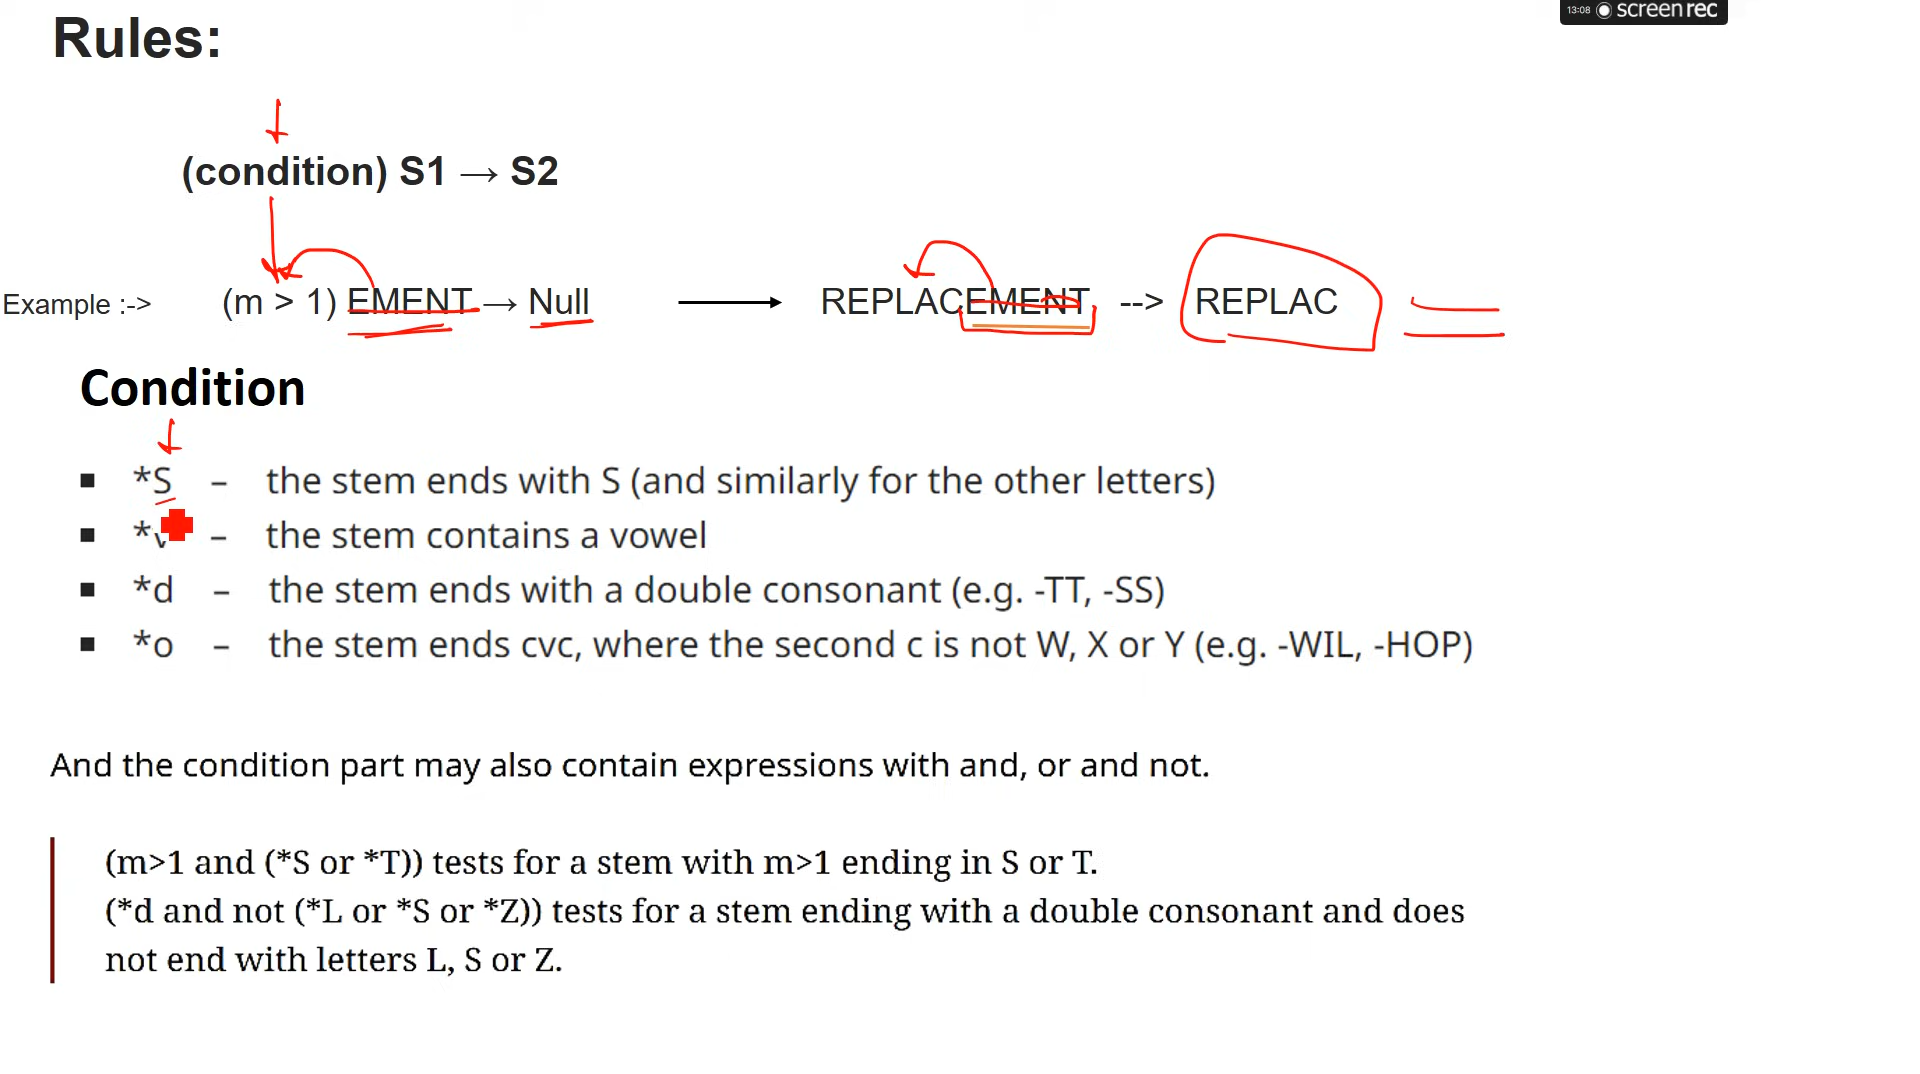 13:08 screenrec
Rules:
(condition) S1 → S2
Example :-> (m > 1) EMENT → Null REPLACEMENT --> REPLAC
Condition
▪ *S – the stem ends with S (and similarly for the other letters)
▪ *v – the stem contains a vowel
▪ *d – the stem ends with a double consonant (e.g. -TT, -SS)
▪ *o – the stem ends cvc, where the second c is not W, X or Y (e.g. -WIL, -HOP)
And the condition part may also contain expressions with and, or and not.
(m>1 and (*S or *T)) tests for a stem with m>1 ending in S or T.
(*d and not (*L or *S or *Z)) tests for a stem ending with a double consonant and does
not end with letters L, S or Z.